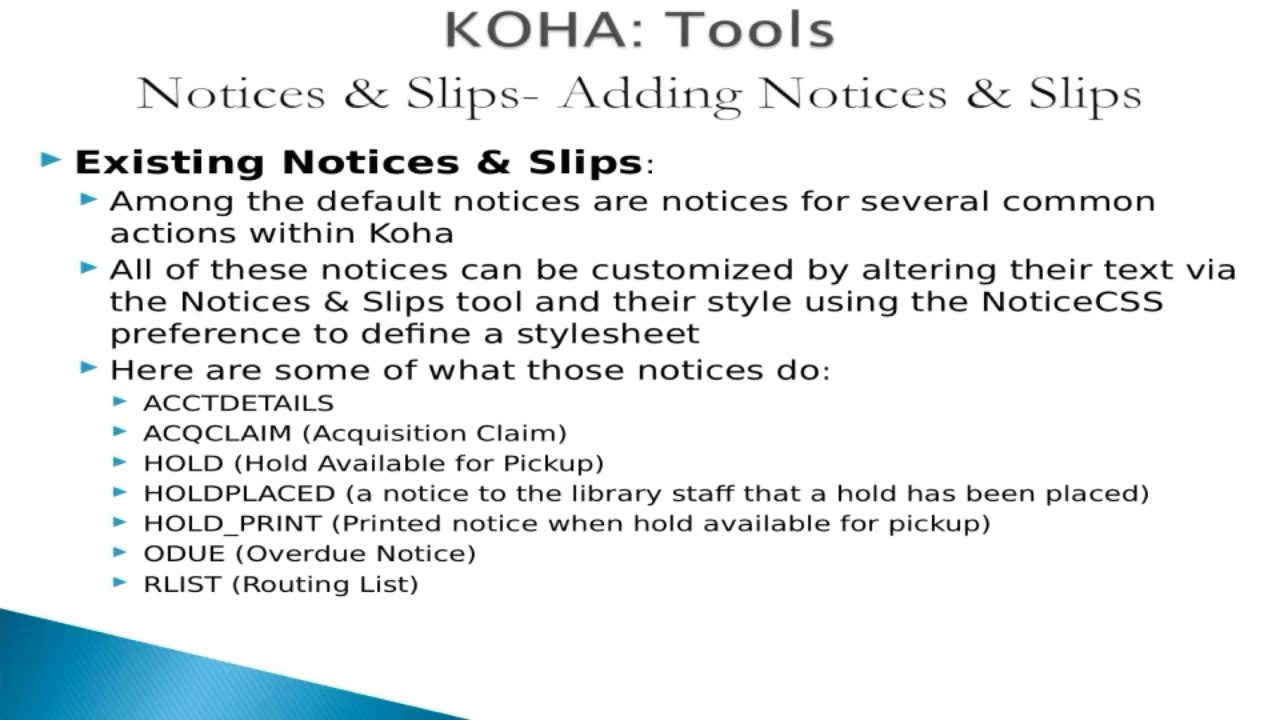 KOHA: Tools
Notices & Slips- Adding Notices & Slips
Existing Notices & Slips:
Among the default notices are notices for several common
actions within Koha
All of these notices can be customized by altering their text via
the Notices & Slips tool and their style using the NoticeCSS
preference to define a stylesheet
Here are some of what those notices do:
ACCTDETAILS
ACQCLAIM (Acquisition Claim)
HOLD (Hold Available for Pickup)
HOLDPLACED (a notice to the library staff that a hold has been placed)
HOLD_PRINT (Printed notice when hold available for pickup)
ODUE (Overdue Notice)
RLIST (Routing List)